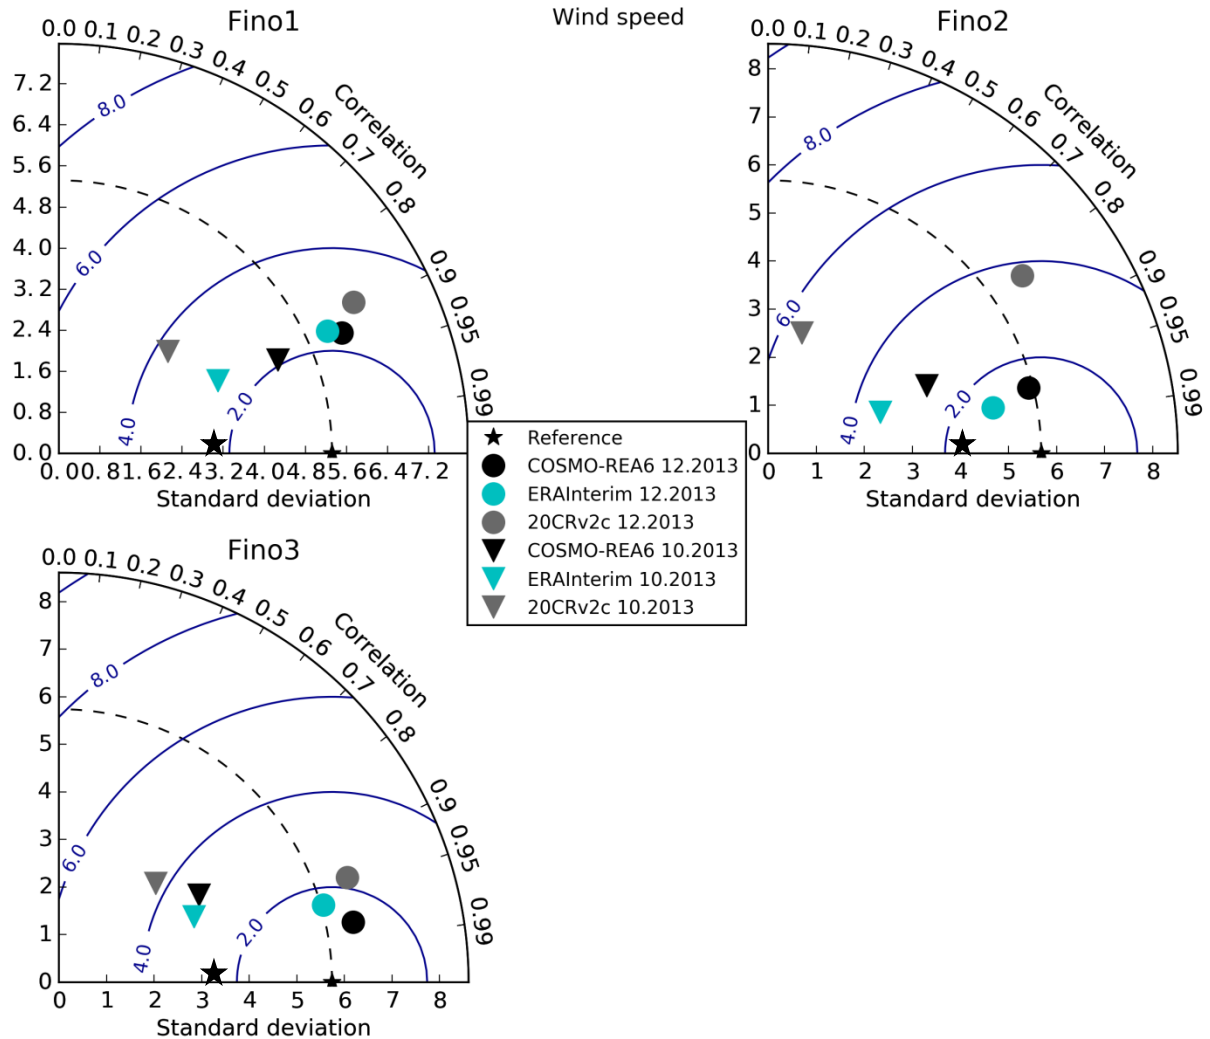 Wind speed
Fino1
0.0 0.1 0.2 0.3 0.4 0.5 0.6 0.7 0.8 0.9 0.95 0.99
Correlation
7.2
6.4
5.6
4.8
4.0
3.2
2.4
1.6
0.8
0.0
8.0
6.0
4.0
2.0
0.0 0.8 1.6 2.4 3.2 4.0 4.8 5.6 6.4 7.2
Standard deviation
Fino2
0.0 0.1 0.2 0.3 0.4 0.5 0.6 0.7 0.8 0.9 0.95 0.99
Correlation
8
7
6
5
4
3
2
1
0
8.0
6.0
4.0
2.0
0 1 2 3 4 5 6 7 8
Standard deviation
Reference
COSMO-REA6 12.2013
ERAInterim 12.2013
20CRv2c 12.2013
COSMO-REA6 10.2013
ERAInterim 10.2013
20CRv2c 10.2013
Fino3
0.0 0.1 0.2 0.3 0.4 0.5 0.6 0.7 0.8 0.9 0.95 0.99
Correlation
8
7
6
5
4
3
2
1
0
8.0
6.0
4.0
2.0
0 1 2 3 4 5 6 7 8
Standard deviation